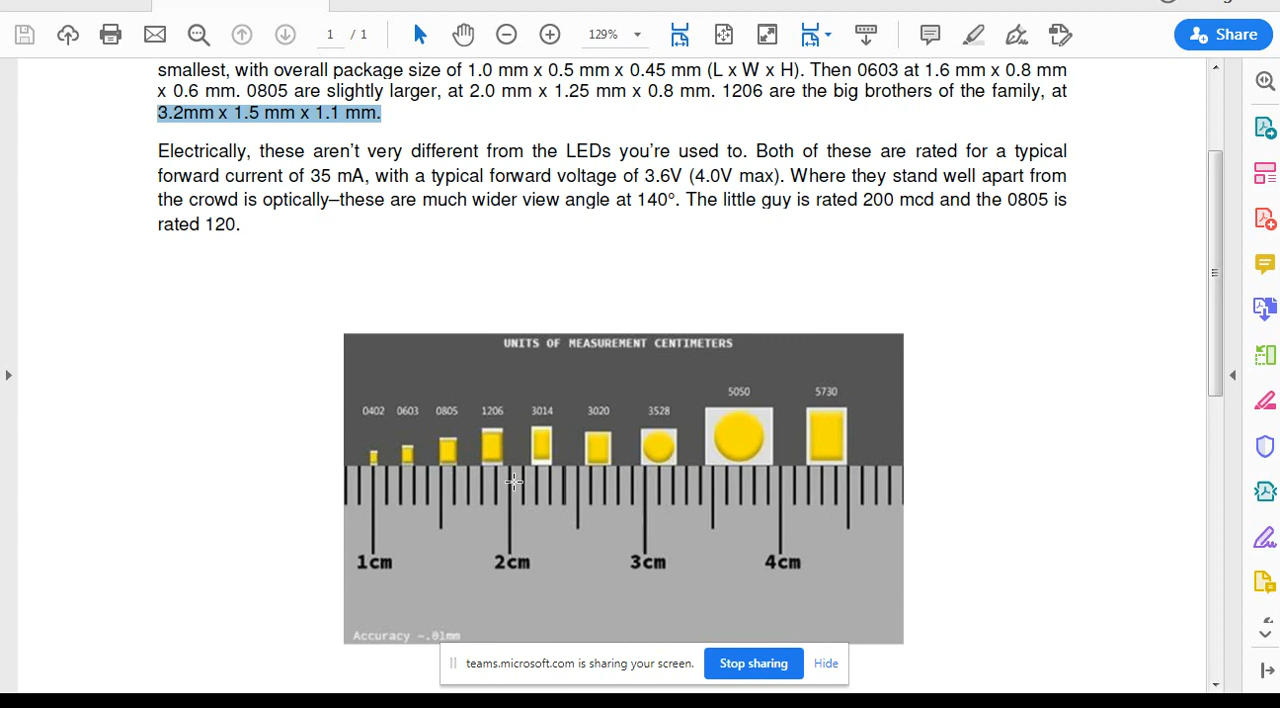 1 / 1
129%
Share
smallest, with overall package size of 1.0 mm x 0.5 mm x 0.45 mm (L x W x H). Then 0603 at 1.6 mm x 0.8 mm
x 0.6 mm. 0805 are slightly larger, at 2.0 mm x 1.25 mm x 0.8 mm. 1206 are the big brothers of the family, at
3.2mm x 1.5 mm x 1.1 mm.
Electrically, these aren't very different from the LEDs you're used to. Both of these are rated for a typical
forward current of 35 mA, with a typical forward voltage of 3.6V (4.0V max). Where they stand well apart from
the crowd is optically–these are much wider view angle at 140º. The little guy is rated 200 mcd and the 0805 is
rated 120.
UNITS OF MEASUREMENT CENTIMETERS
0402 0603 0805 1206 3014 3020 3528 5050 5730
1cm 2cm 3cm 4cm
Accuracy ~.01mm
teams.microsoft.com is sharing your screen. Stop sharing Hide